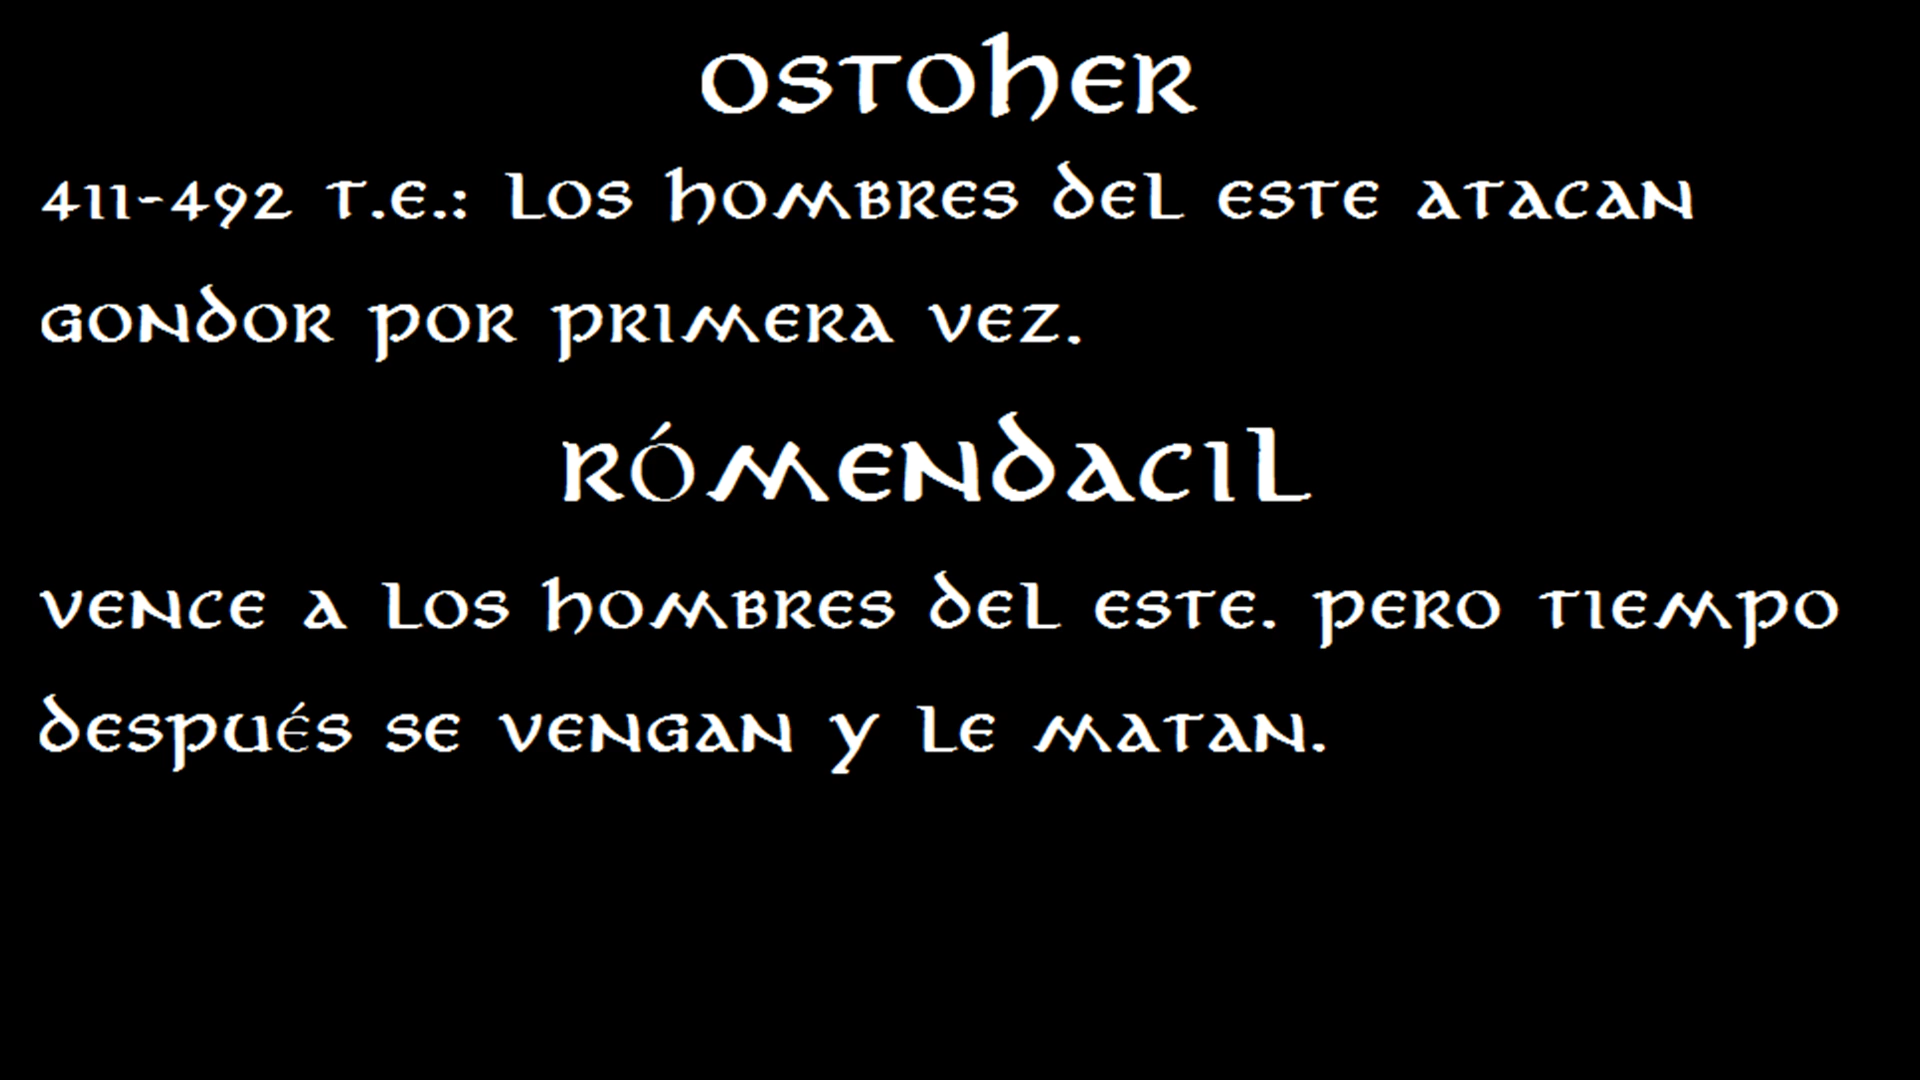 OSTOHER
411-492 T.E.: LOS HOMBRES DEL ESTE ATACAN
GONDOR POR PRIMERA VEZ.
RÓMENDACIL
VENCE A LOS HOMBRES DEL ESTE. PERO TIEMPO
DESPUÉS SE VENGAN Y LE MATAN.